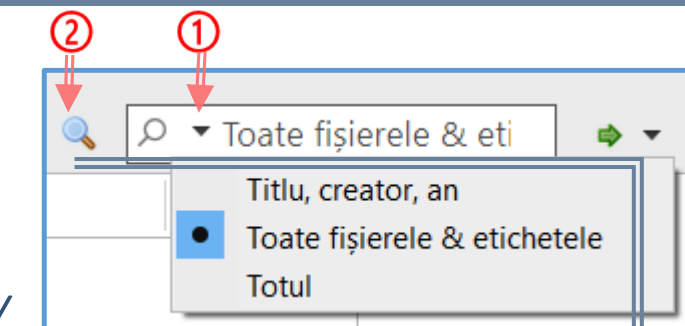 ② ①
Toate fișierele & eti
Titlu, creator, an
Toate fișierele & etichetele
Totul